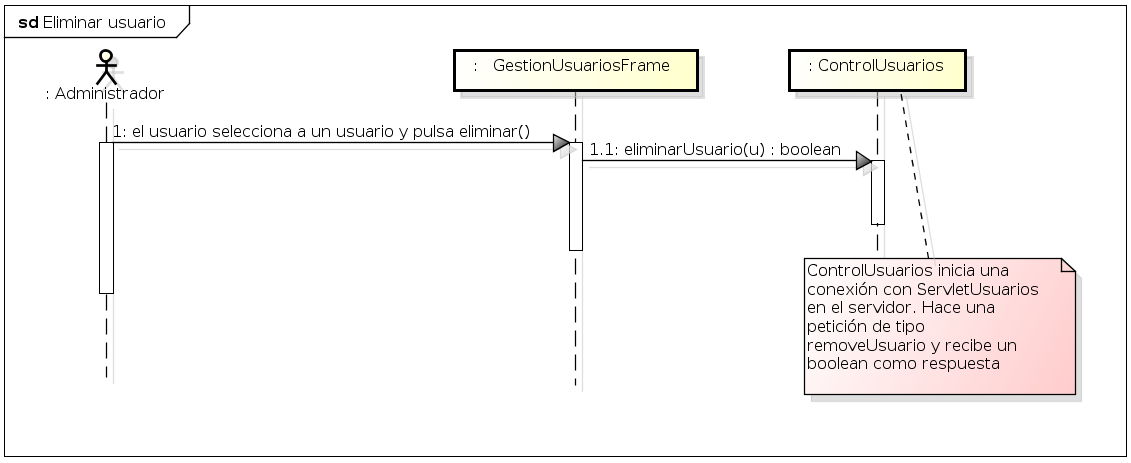 sd Eliminar usuario
: Administrador
: GestionUsuariosFrame
: ControlUsuarios
1: el usuario selecciona a un usuario y pulsa eliminar()
1.1: eliminarUsuario(u) : boolean
ControlUsuarios inicia una
conexión con ServletUsuarios
en el servidor. Hace una
petición de tipo
removeUsuario y recibe un
boolean como respuesta